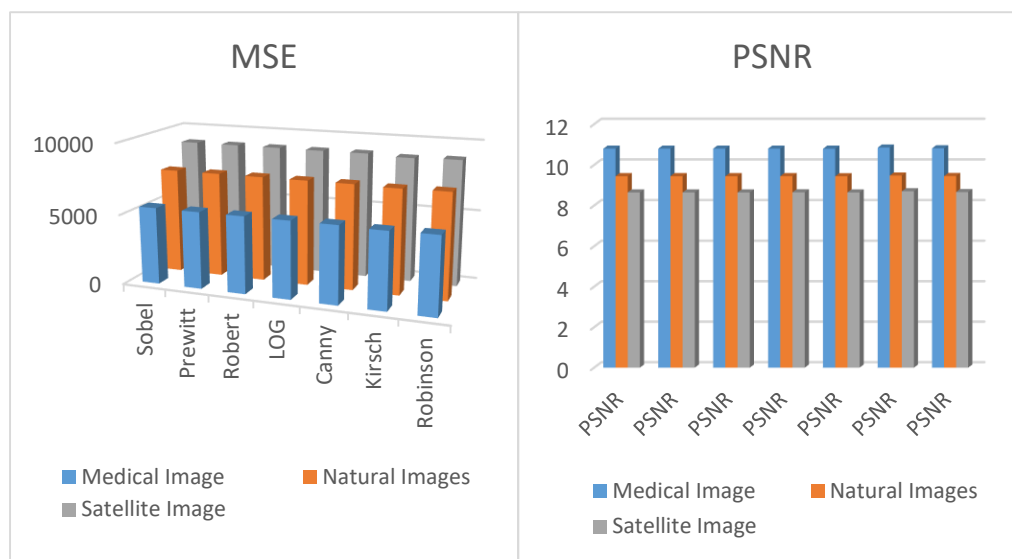 MSE
10000
5000
0
Sobel
Prewitt
Robert
LOG
Canny
Kirsch
Robinson
Medical Image
Natural Images
Satellite Image
PSNR
12
10
8
6
4
2
0
PSNR
PSNR
PSNR
PSNR
PSNR
PSNR
PSNR
Medical Image
Natural Images
Satellite Image